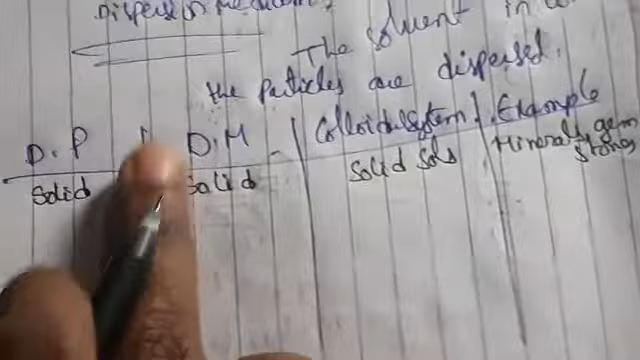 The solvent in
the particles are dispersed.
D.P D.M Colloidal system Example
Solid Solid Solid Sols Minerals, gem
stones